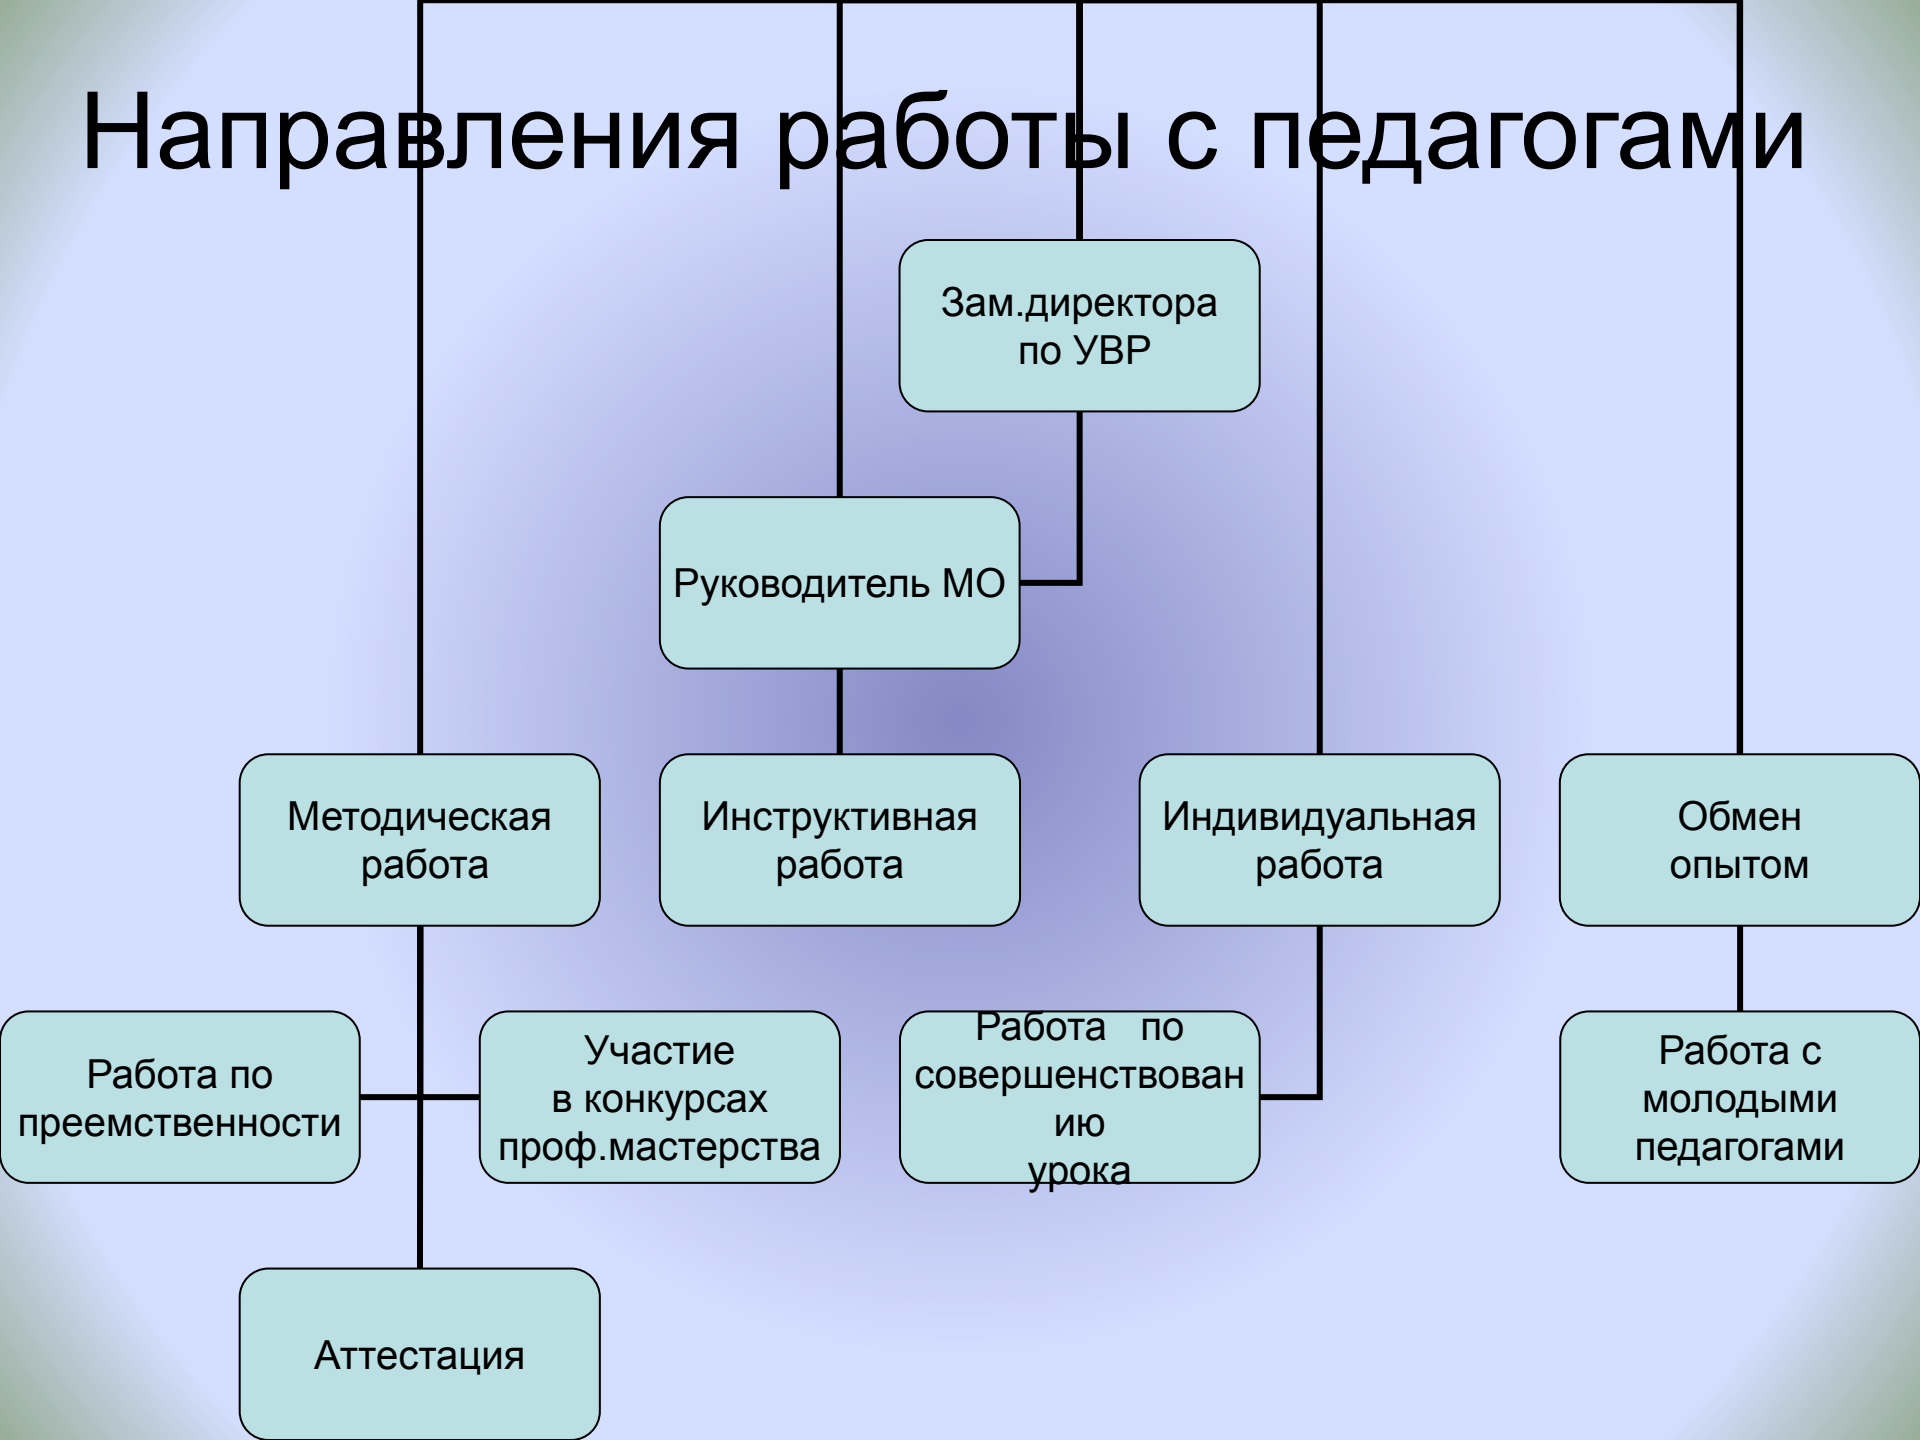 Направления работы с педагогами
Зам.директора
по УВР
Руководитель МО
Методическая
работа
Инструктивная
работа
Индивидуальная
работа
Обмен
опытом
Работа по
преемственности
Участие
в конкурсах
проф.мастерства
Работа по
совершенствован
ию
урока
Работа с
молодыми
педагогами
Аттестация